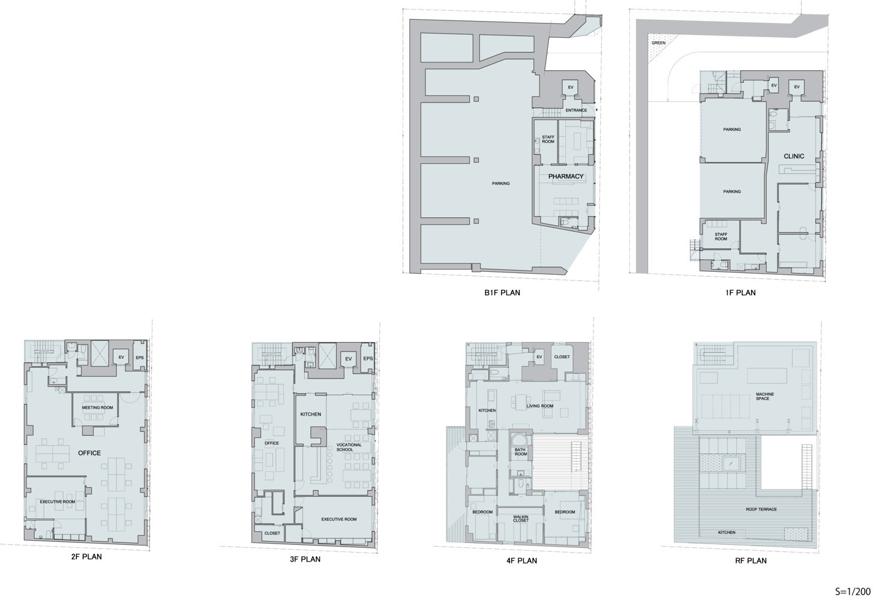 EV
ENTRANCE
STAFF
ROOM
PHARMACY
PARKING
B1F PLAN
GREEN
EV
EV
PARKING
CLINIC
PARKING
STAFF
ROOM
1F PLAN
EV
EPS
MEETING ROOM
OFFICE
EXECUTIVE ROOM
2F PLAN
EV
EPS
KITCHEN
OFFICE
VOCATIONAL
SCHOOL
EXECUTIVE ROOM
CLOSET
3F PLAN
EV
CLOSET
KITCHEN
LIVING ROOM
BATH
ROOM
BEDROOM
WALKIN
CLOSET
BEDROOM
4F PLAN
MACHINE
SPACE
ROOF TERRACE
KITCHEN
RF PLAN
S=1/200